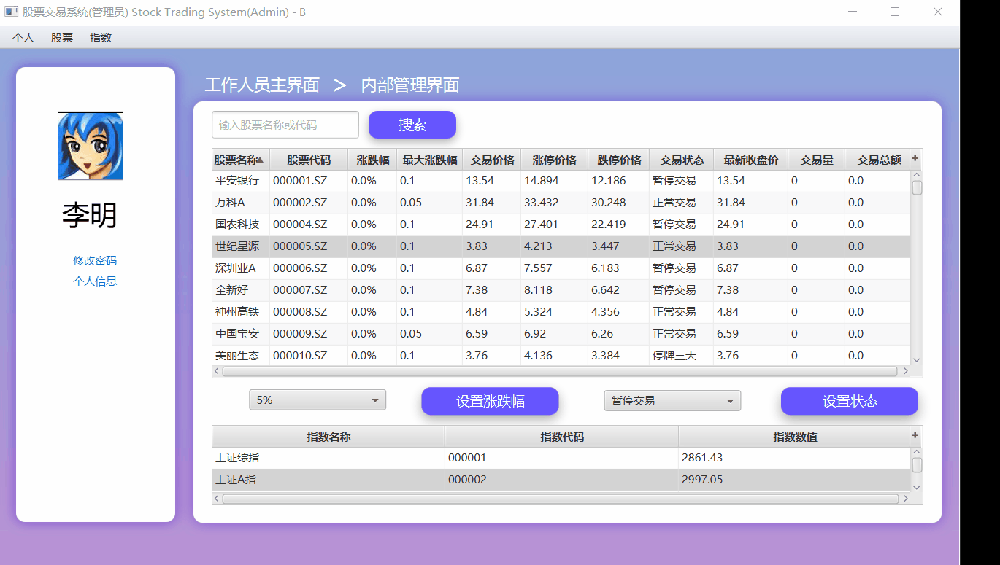 股票交易系统(管理员) Stock Trading System(Admin) - B
个人 股票 指数
工作人员主界面 > 内部管理界面
李明
修改密码
个人信息
输入股票名称或代码 搜索
股票名称 股票代码 涨跌幅 最大涨跌幅 交易价格 涨停价格 跌停价格 交易状态 最新收盘价 交易量 交易总额 +
平安银行 000001.SZ 0.0% 0.1 13.54 14.894 12.186 暂停交易 13.54 0 0.0
万科A 000002.SZ 0.0% 0.05 31.84 33.432 30.248 正常交易 31.84 0 0.0
国农科技 000004.SZ 0.0% 0.1 24.91 27.401 22.419 暂停交易 24.91 0 0.0
世纪星源 000005.SZ 0.0% 0.1 3.83 4.213 3.447 正常交易 3.83 0 0.0
深圳业A 000006.SZ 0.0% 0.1 6.87 7.557 6.183 暂停交易 6.87 0 0.0
全新好 000007.SZ 0.0% 0.1 7.38 8.118 6.642 暂停交易 7.38 0 0.0
神州高铁 000008.SZ 0.0% 0.1 4.84 5.324 4.356 正常交易 4.84 0 0.0
中国宝安 000009.SZ 0.0% 0.05 6.59 6.92 6.26 正常交易 6.59 0 0.0
美丽生态 000010.SZ 0.0% 0.1 3.76 4.136 3.384 停牌三天 3.76 0 0.0
5% 设置涨跌幅 暂停交易 设置状态
指数名称 指数代码 指数数值 +
上证综指 000001 2861.43
上证A指 000002 2997.05